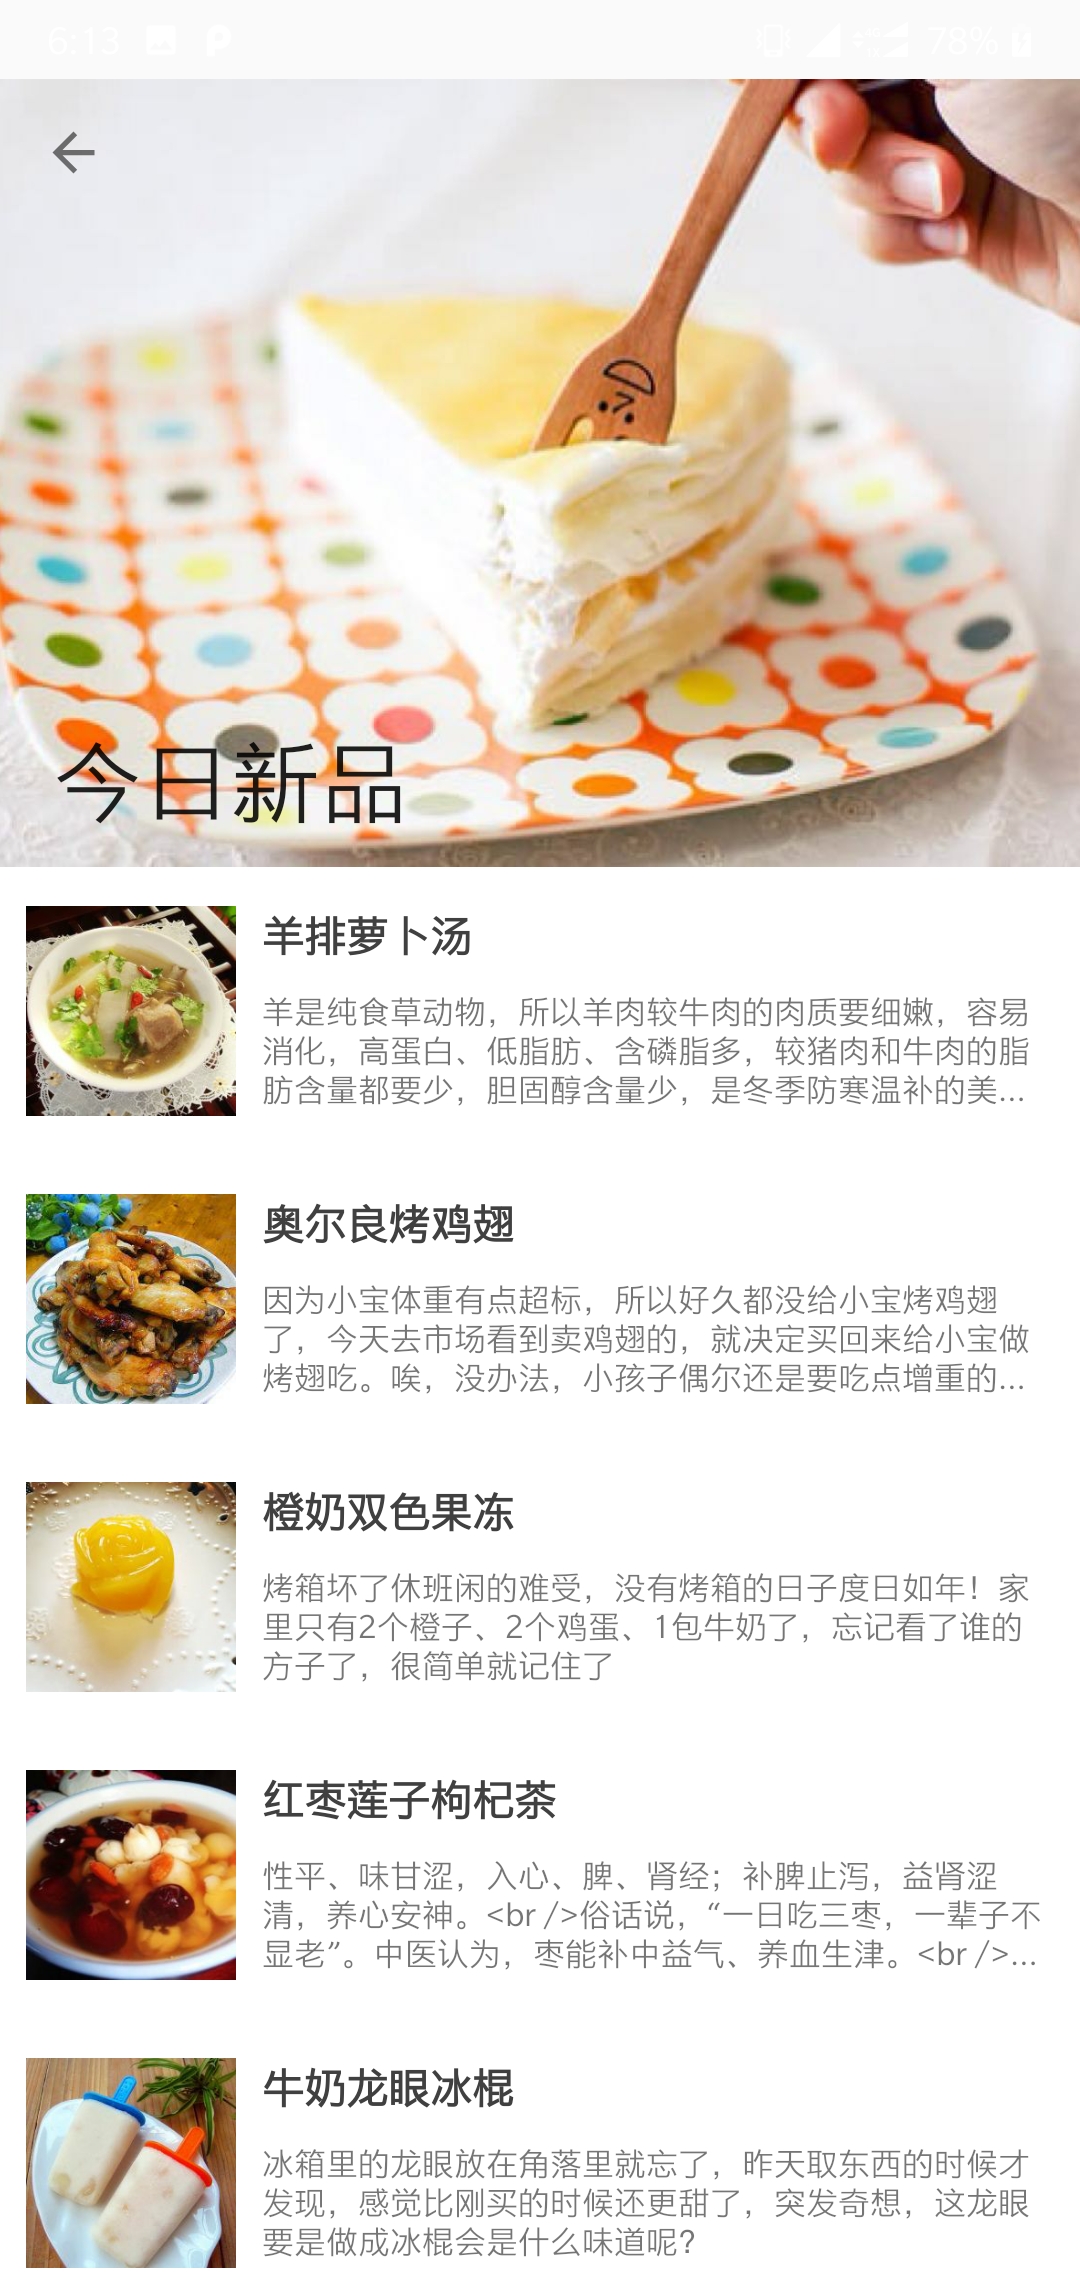 6:13
78%
今日新品
羊排萝卜汤
羊是纯食草动物，所以羊肉较牛肉的肉质要细嫩，容易
消化，高蛋白、低脂肪、含磷脂多，较猪肉和牛肉的脂
肪含量都要少，胆固醇含量少，是冬季防寒温补的美...
奥尔良烤鸡翅
因为小宝体重有点超标，所以好久都没给小宝烤鸡翅
了，今天去市场看到卖鸡翅的，就决定买回来给小宝做
烤翅吃。唉，没办法，小孩子偶尔还是要吃点增重的...
橙奶双色果冻
烤箱坏了休班闲的难受，没有烤箱的日子度日如年！家
里只有2个橙子、2个鸡蛋、1包牛奶了，忘记看了谁的
方子了，很简单就记住了
红枣莲子枸杞茶
性平、味甘涩，入心、脾、肾经；补脾止泻，益肾涩
清，养心安神。<br />俗话说，“一日吃三枣，一辈子不
显老”。中医认为，枣能补中益气、养血生津。<br />...
牛奶龙眼冰棍
冰箱里的龙眼放在角落里就忘了，昨天取东西的时候才
发现，感觉比刚买的时候还更甜了，突发奇想，这龙眼
要是做成冰棍会是什么味道呢？